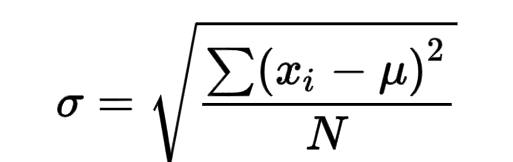 σ = √(∑(xᵢ − μ)² / N)